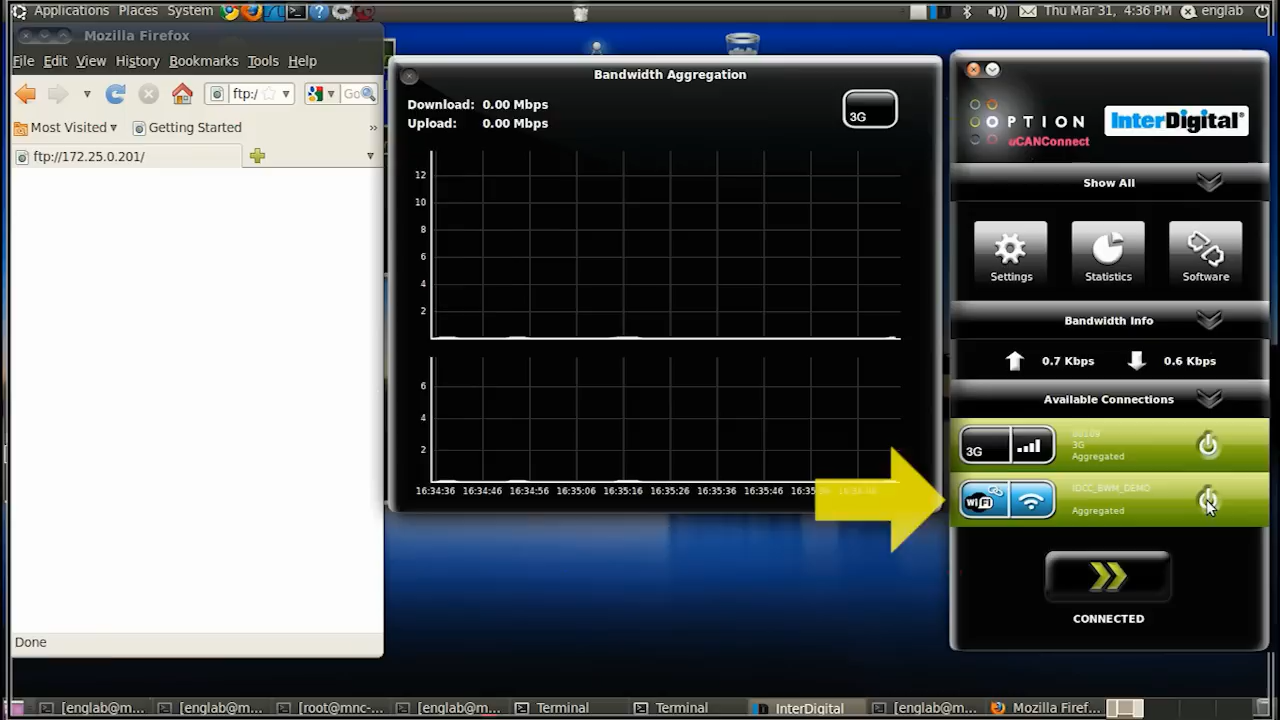 Applications Places System
Thu Mar 31, 4:36 PM englab
Mozilla Firefox
File Edit View History Bookmarks Tools Help
ftp:/
Go
Most Visited
Getting Started
»
ftp://172.25.0.201/
Done
Bandwidth Aggregation
Download: 0.00 Mbps
Upload: 0.00 Mbps
3G
12
10
8
6
4
2
6
4
2
16:34:36 16:34:46 16:34:56 16:35:06 16:35:16 16:35:26 16:35:36 16:35:46
OPTION
uCANConnect
InterDigital®
Show All
Settings
Statistics
Software
Bandwidth Info
0.7 Kbps
0.6 Kbps
Available Connections
3G
3G
Aggregated
WiFi
IDCC_BWM_DEMO
Aggregated
CONNECTED
[englab@m...
[englab@m...
[root@mnc-...
[englab@m...
Terminal
Terminal
InterDigital
[englab@m...
Mozilla Firef...